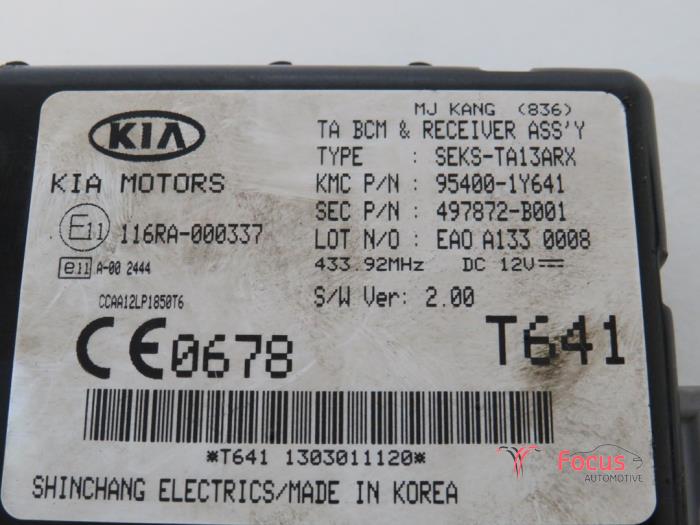 MJ KANG (836)
KIA
TA BCM & RECEIVER ASS'Y
TYPE : SEKS-TA13ARX
KIA MOTORS
KMC P/N : 95400-1Y641
SEC P/N : 497872-B001
E11 116RA-000337
LOT N/O : EAO A133 0008
e11 A-00 2444
433.92MHz DC 12V
CCAA12LP1850T6
S/W Ver: 2.00
CE0678
T641
*T641 1303011120*
SHINCHANG ELECTRICS/MADE IN KOREA
Focus
AUTOMOTIVE